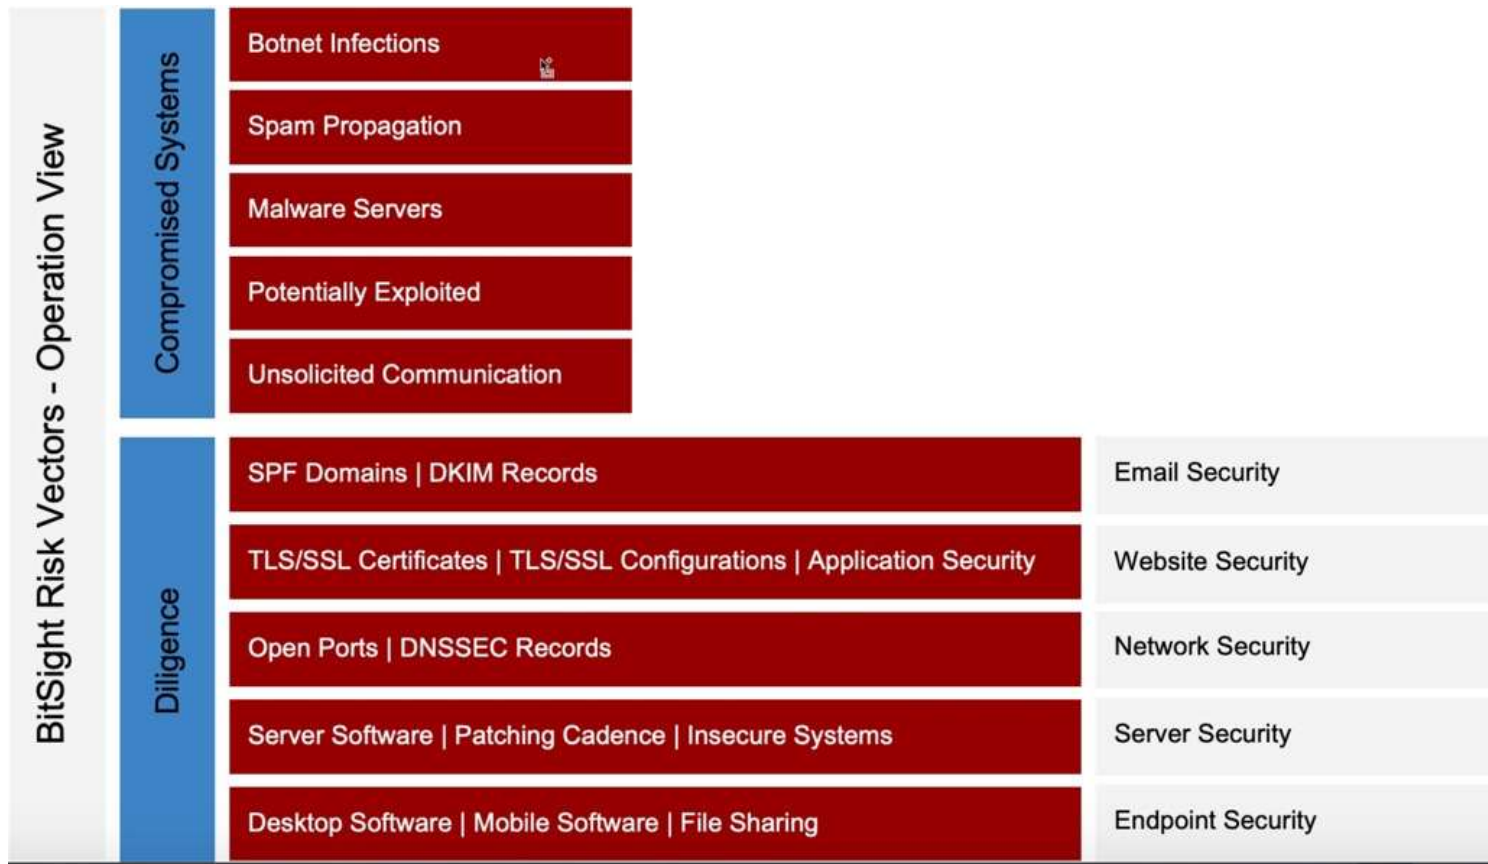 BitSight Risk Vectors - Operation View
Compromised Systems
Botnet Infections
Spam Propagation
Malware Servers
Potentially Exploited
Unsolicited Communication
Diligence
SPF Domains | DKIM Records
Email Security
TLS/SSL Certificates | TLS/SSL Configurations | Application Security
Website Security
Open Ports | DNSSEC Records
Network Security
Server Software | Patching Cadence | Insecure Systems
Server Security
Desktop Software | Mobile Software | File Sharing
Endpoint Security